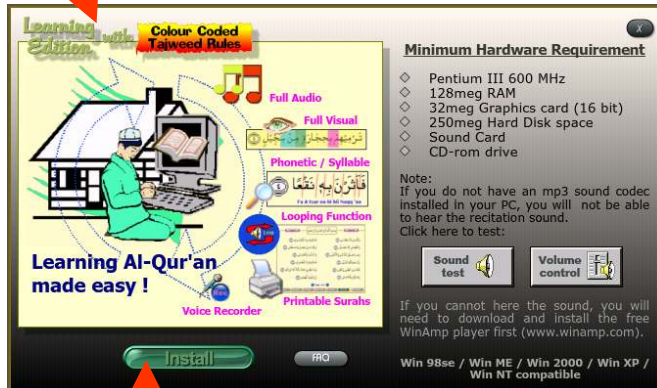 Learning
Edition with
Colour Coded
Tajweed Rules
Full Audio
Full Visual
تَرْمِيهِم بِحِجَارَةٍ مِّن سِجِّيلٍ
Phonetic / Syllable
فَأَثَرْنَ بِهِ نَقْعًا
Looping Function
Learning Al-Qur'an
made easy !
Voice Recorder
Printable Surahs
Install
FAQ
X
Minimum Hardware Requirement
Pentium III 600 MHz
128meg RAM
32meg Graphics card (16 bit)
250meg Hard Disk space
Sound Card
CD-rom drive
Note:
If you do not have an mp3 sound codec
installed in your PC, you will not be able
to hear the recitation sound.
Click here to test:
Sound
test
Volume
control
If you cannot here the sound, you will
need to download and install the free
WinAmp player first (www.winamp.com).
Win 98se / Win ME / Win 2000 / Win XP /
Win NT compatible